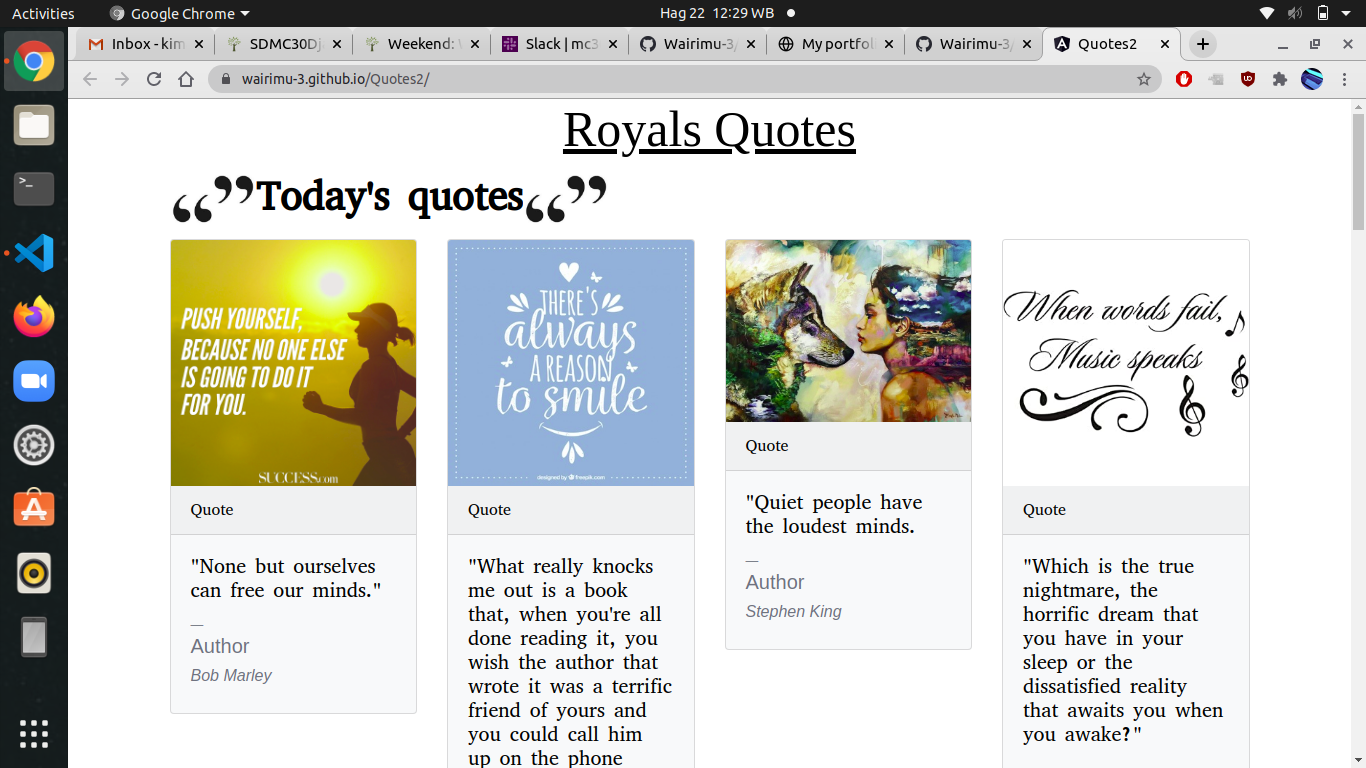 Activities
Google Chrome
Hag 22 12:29 WB
Inbox - kim
SDMC30Dj
Weekend: W
Slack | mc3
Wairimu-3/
My portfoli
Wairimu-3/
Quotes2
wairimu-3.github.io/Quotes2/
Royals Quotes
“”Today's quotes“”
PUSH YOURSELF,
BECAUSE NO ONE ELSE
IS GOING TO DO IT
FOR YOU.
SUCCESS.com
Quote
"None but ourselves
can free our minds."
—
Author
Bob Marley
THERE'S
always
A REASON
to smile
designed by freepik.com
Quote
"What really knocks
me out is a book
that, when you're all
done reading it, you
wish the author that
wrote it was a terrific
friend of yours and
you could call him
up on the phone
Quote
"Quiet people have
the loudest minds.
—
Author
Stephen King
When words fail,
Music speaks
Quote
"Which is the true
nightmare, the
horrific dream that
you have in your
sleep or the
dissatisfied reality
that awaits you when
you awake?"